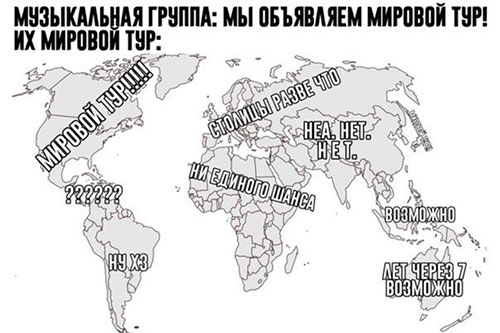 МУЗЫКАЛЬНАЯ ГРУППА: МЫ ОБЪЯВЛЯЕМ МИРОВОЙ ТУР!
ИХ МИРОВОЙ ТУР:
МИРОВОЙ ТУР!!!!
СТОЛИЦЫ РАЗВЕ ЧТО
НЕА. НЕТ.
Н Е Т.
??????
НИ ЕДИНОГО ШАНСА
ВОЗМОЖНО
НУ ХЗ
ЛЕТ ЧЕРЕЗ 7
ВОЗМОЖНО